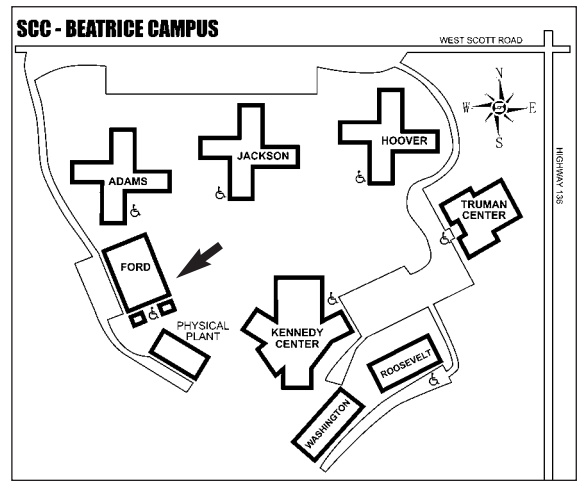 SCC - BEATRICE CAMPUS
WEST SCOTT ROAD
N
W
E
S
HIGHWAY 136
HOOVER
JACKSON
ADAMS
TRUMAN
CENTER
FORD
PHYSICAL
PLANT
KENNEDY
CENTER
ROOSEVELT
WASHINGTON